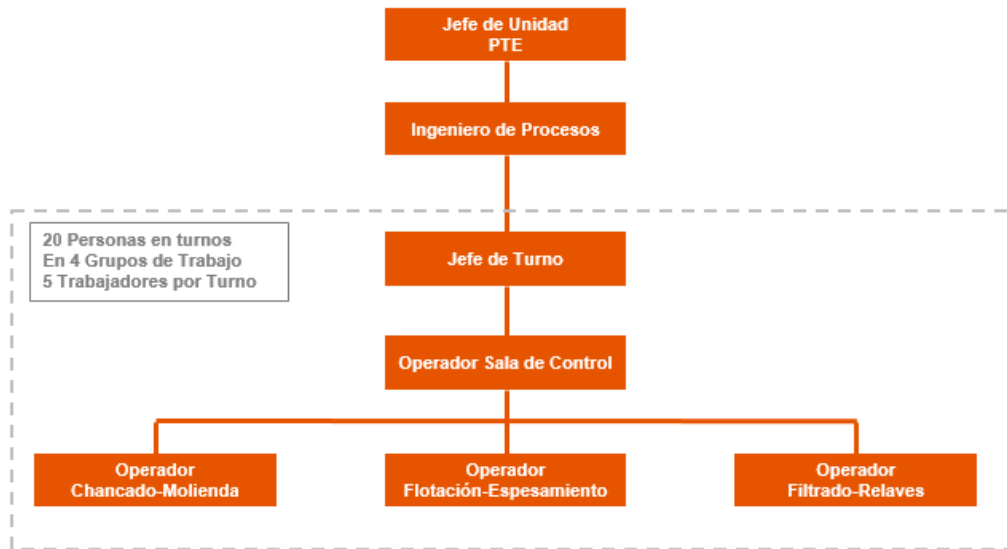 Jefe de Unidad
PTE
Ingeniero de Procesos
20 Personas en turnos
En 4 Grupos de Trabajo
5 Trabajadores por Turno
Jefe de Turno
Operador Sala de Control
Operador
Chancado-Molienda
Operador
Flotación-Espesamiento
Operador
Filtrado-Relaves